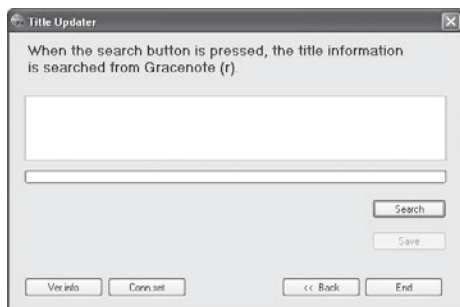 Title Updater
When the search button is pressed, the title information
is searched from Gracenote (r).
Search
Save
Ver.info
Conn.set
<< Back
End